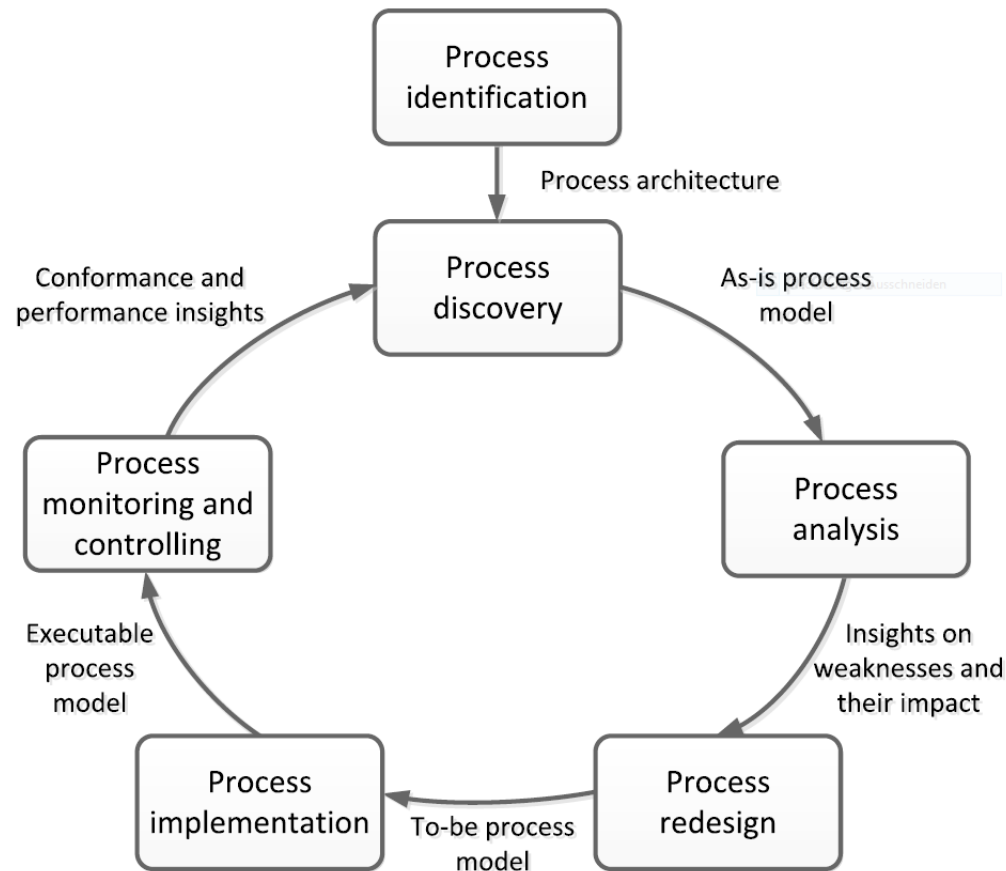 Process
identification
Process architecture
Process
discovery
As-is process
model
ausschneiden
Process
analysis
Insights on
weaknesses and
their impact
Process
redesign
To-be process
model
Process
implementation
Executable
process
model
Process
monitoring and
controlling
Conformance and
performance insights